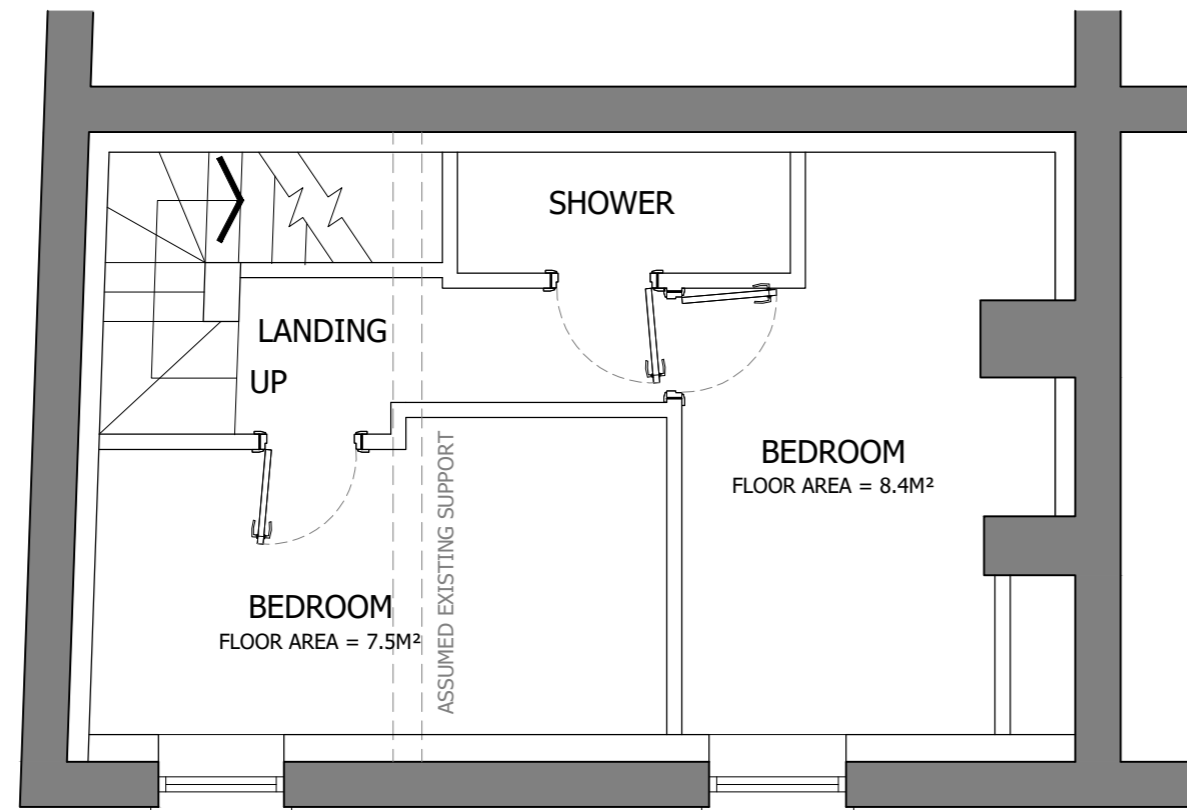 SHOWER
LANDING
UP
BEDROOM
FLOOR AREA = 8.4M²
ASSUMED EXISTING SUPPORT
BEDROOM
FLOOR AREA = 7.5M²